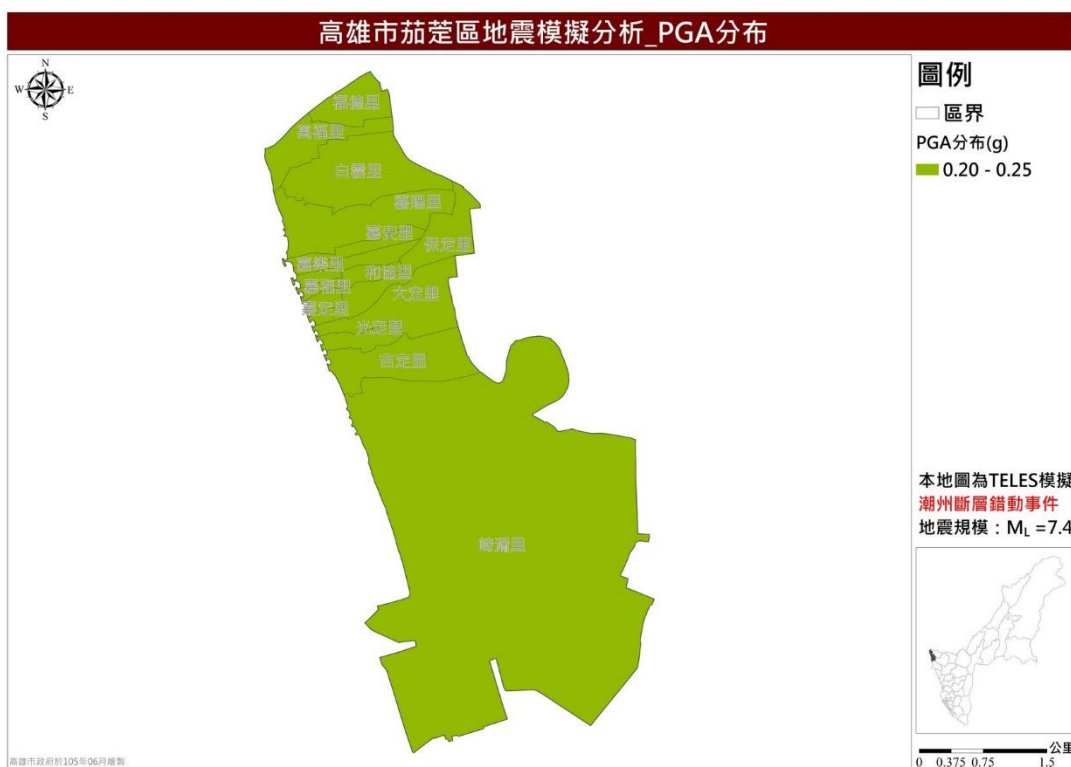 高雄市茄萣區地震模擬分析_PGA分布
N
W
E
S
圖例
區界
PGA分布(g)
0.20 - 0.25
福德里
萬福里
白雲里
嘉賜里
嘉安里
保定里
嘉樂里
和協里
嘉福里
大定里
嘉定里
光定里
吉定里
崎漏里
本地圖為TELES模擬
潮州斷層錯動事件
地震規模：ML =7.4
公里
0 0.375 0.75 1.5
高雄市政府於105年06月繪製